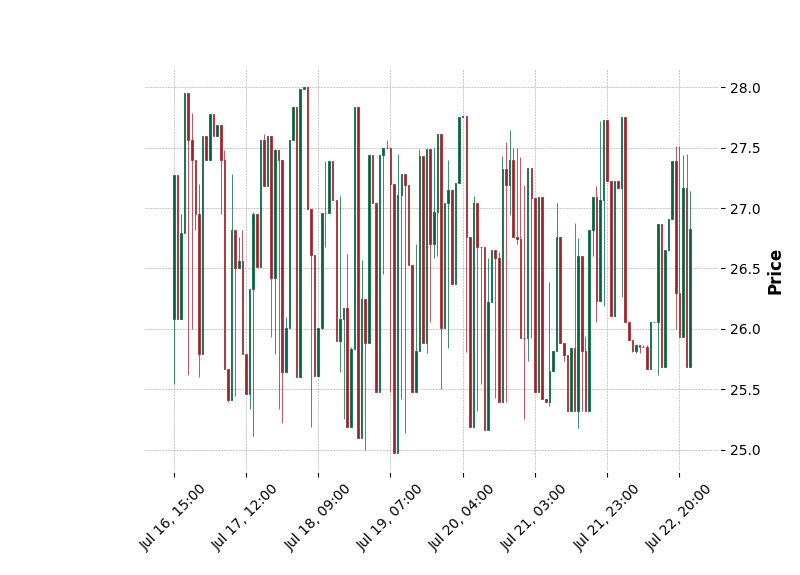 28.0
27.5
27.0
26.5
26.0
25.5
25.0
Price
Jul 16, 15:00
Jul 17, 12:00
Jul 18, 09:00
Jul 19, 07:00
Jul 20, 04:00
Jul 21, 03:00
Jul 21, 23:00
Jul 22, 20:00